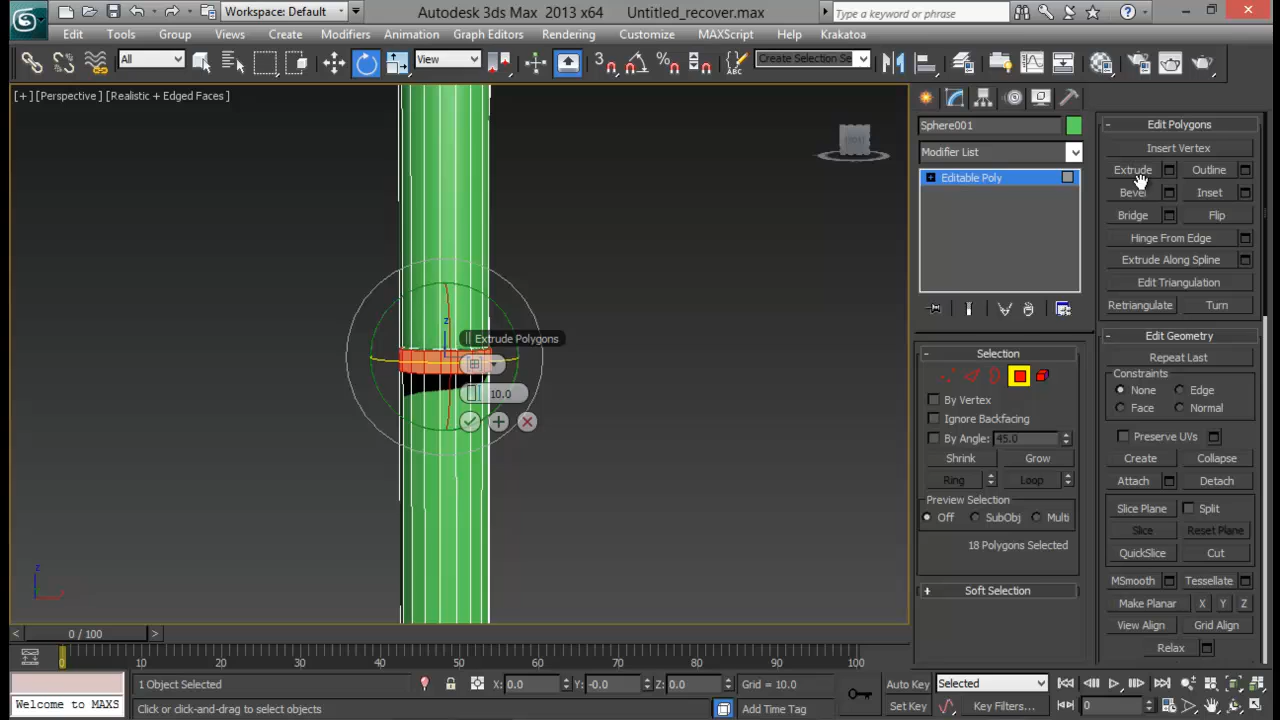 Workspace: Default
Autodesk 3ds Max 2013 x64
Untitled_recover.max
Type a keyword or phrase
Edit
Tools
Group
Views
Create
Modifiers
Animation
Graph Editors
Rendering
Customize
MAXScript
Help
Krakatoa
All
View
3
Create Selection Se
[+] [Perspective] [Realistic + Edged Faces]
FRONT
z
Extrude Polygons
10.0
z
Sphere001
Modifier List
Editable Poly
Selection
By Vertex
Ignore Backfacing
By Angle:
45.0
Shrink
Grow
Ring
Loop
Preview Selection
Off
SubObj
Multi
18 Polygons Selected
Soft Selection
Edit Polygons
Insert Vertex
Extrude
Outline
Bevel
Inset
Bridge
Flip
Hinge From Edge
Extrude Along Spline
Edit Triangulation
Retriangulate
Turn
Edit Geometry
Repeat Last
Constraints
None
Edge
Face
Normal
Preserve UVs
Create
Collapse
Attach
Detach
Slice Plane
Split
Slice
Reset Plane
QuickSlice
Cut
MSmooth
Tessellate
Make Planar
X
Y
Z
View Align
Grid Align
Relax
0 / 100
0
10
20
30
40
50
60
70
80
90
100
Welcome to MAXS
1 Object Selected
Click or click-and-drag to select objects
X:
0.0
Y:
-0.0
Z:
0.0
Grid = 10.0
Add Time Tag
Auto Key
Selected
Set Key
Key Filters...
0